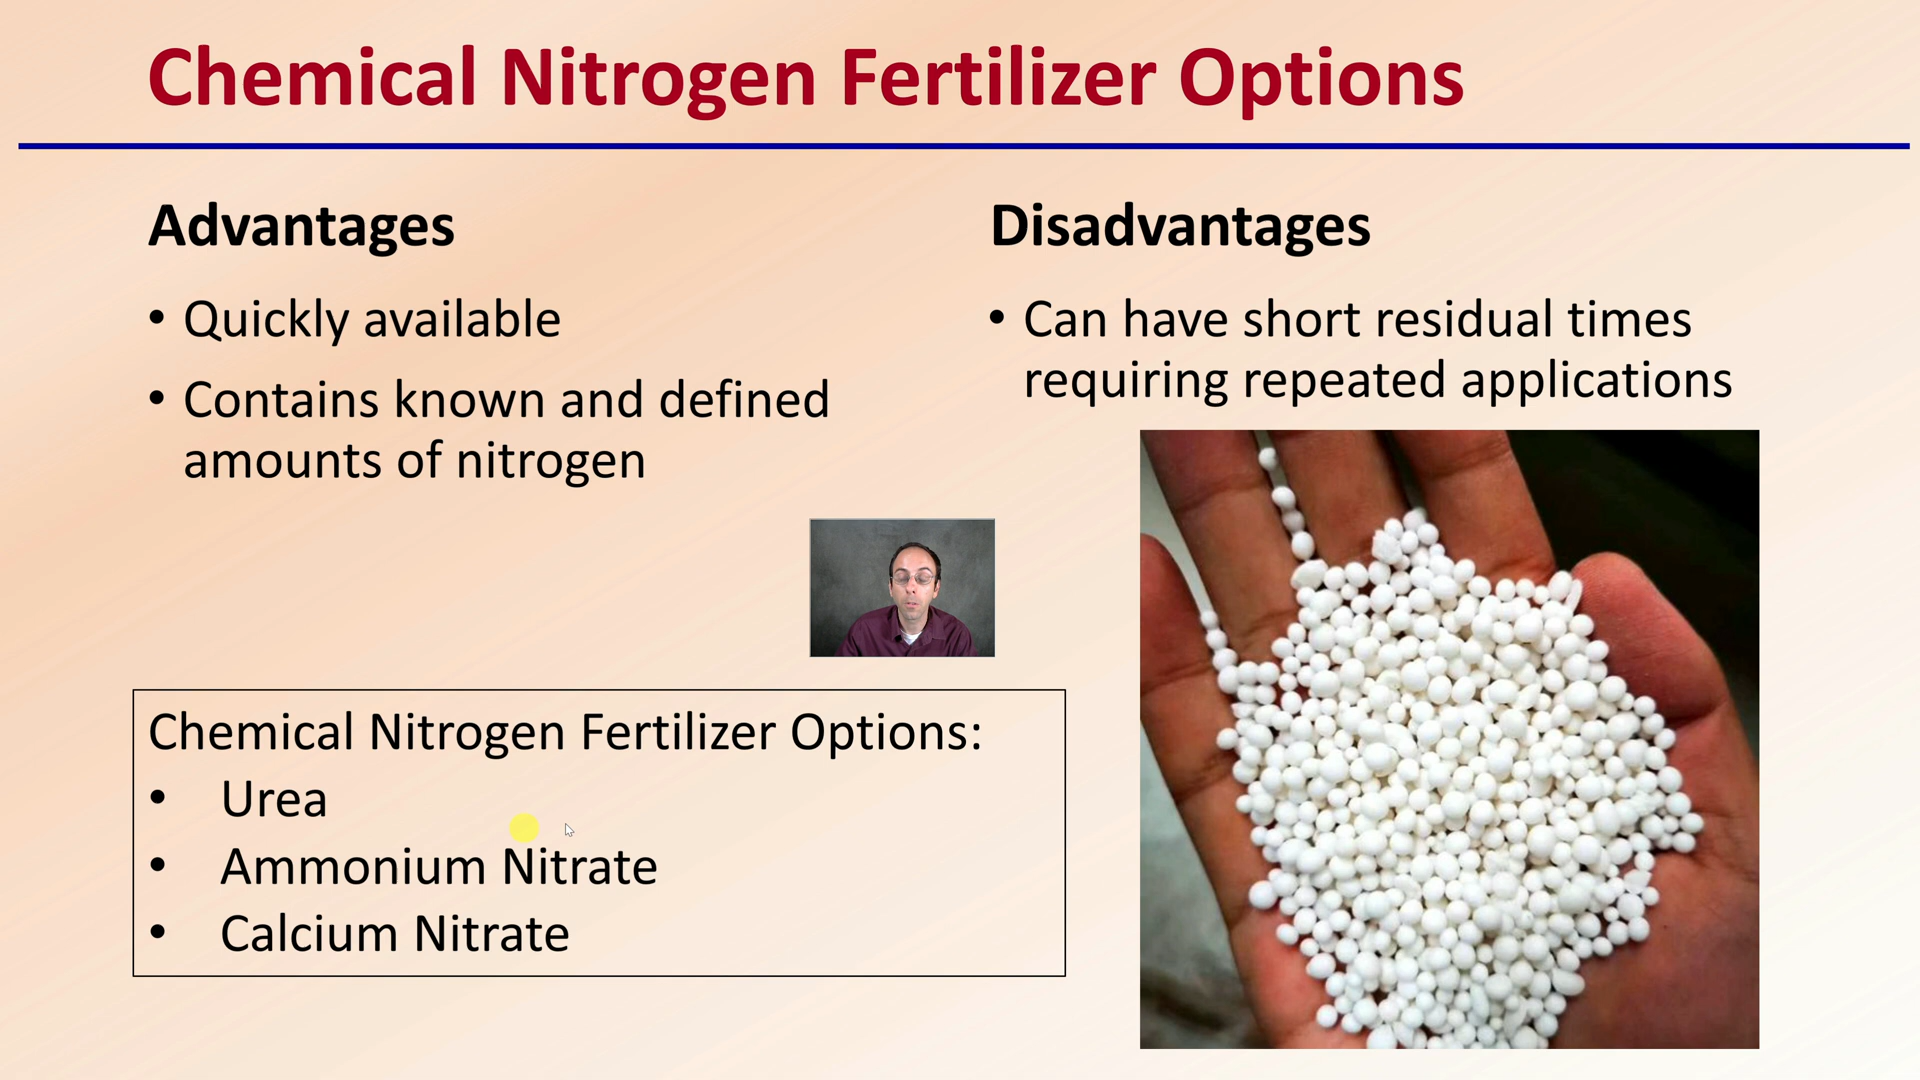 Chemical Nitrogen Fertilizer Options
Advantages
• Quickly available
• Contains known and defined
amounts of nitrogen
Disadvantages
• Can have short residual times
requiring repeated applications
Chemical Nitrogen Fertilizer Options:
• Urea
• Ammonium Nitrate
• Calcium Nitrate